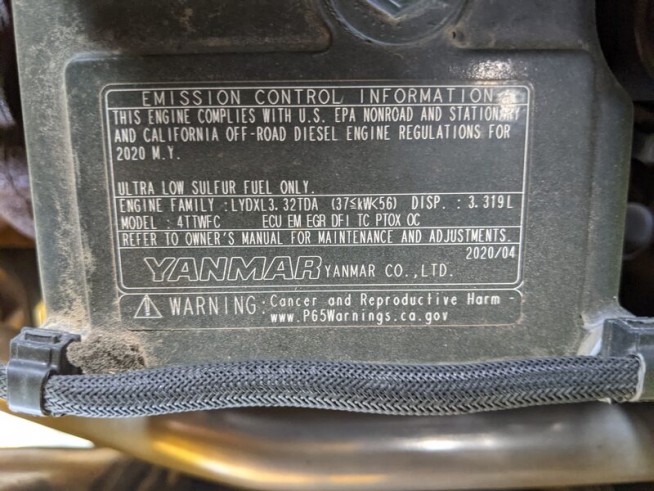 EMISSION CONTROL INFORMATION
THIS ENGINE COMPLIES WITH U.S. EPA NONROAD AND STATIONARY
AND CALIFORNIA OFF-ROAD DIESEL ENGINE REGULATIONS FOR
2020 M.Y.
ULTRA LOW SULFUR FUEL ONLY.
ENGINE FAMILY : LYDXL3.32TDA (37≤kW<56) DISP. : 3.319L
MODEL : 4TTWFC ECU EM EGR DFI TC PTOX OC
REFER TO OWNER'S MANUAL FOR MAINTENANCE AND ADJUSTMENTS.
2020/04
YANMAR YANMAR CO.,LTD.
WARNING: Cancer and Reproductive Harm -
www.P65Warnings.ca.gov